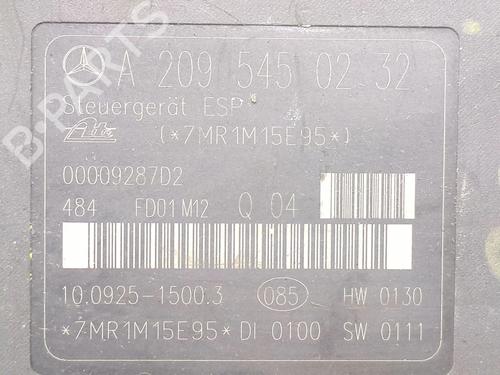 A 209 545 02 32
Steuergerät ESP
Ate (*7MR1M15E95*)
00009287D2
484 FD01M12 Q 04
10.0925-1500.3 085 HW 0130
*7MR1M15E95* DI 0100 SW 0111
B-PARTS